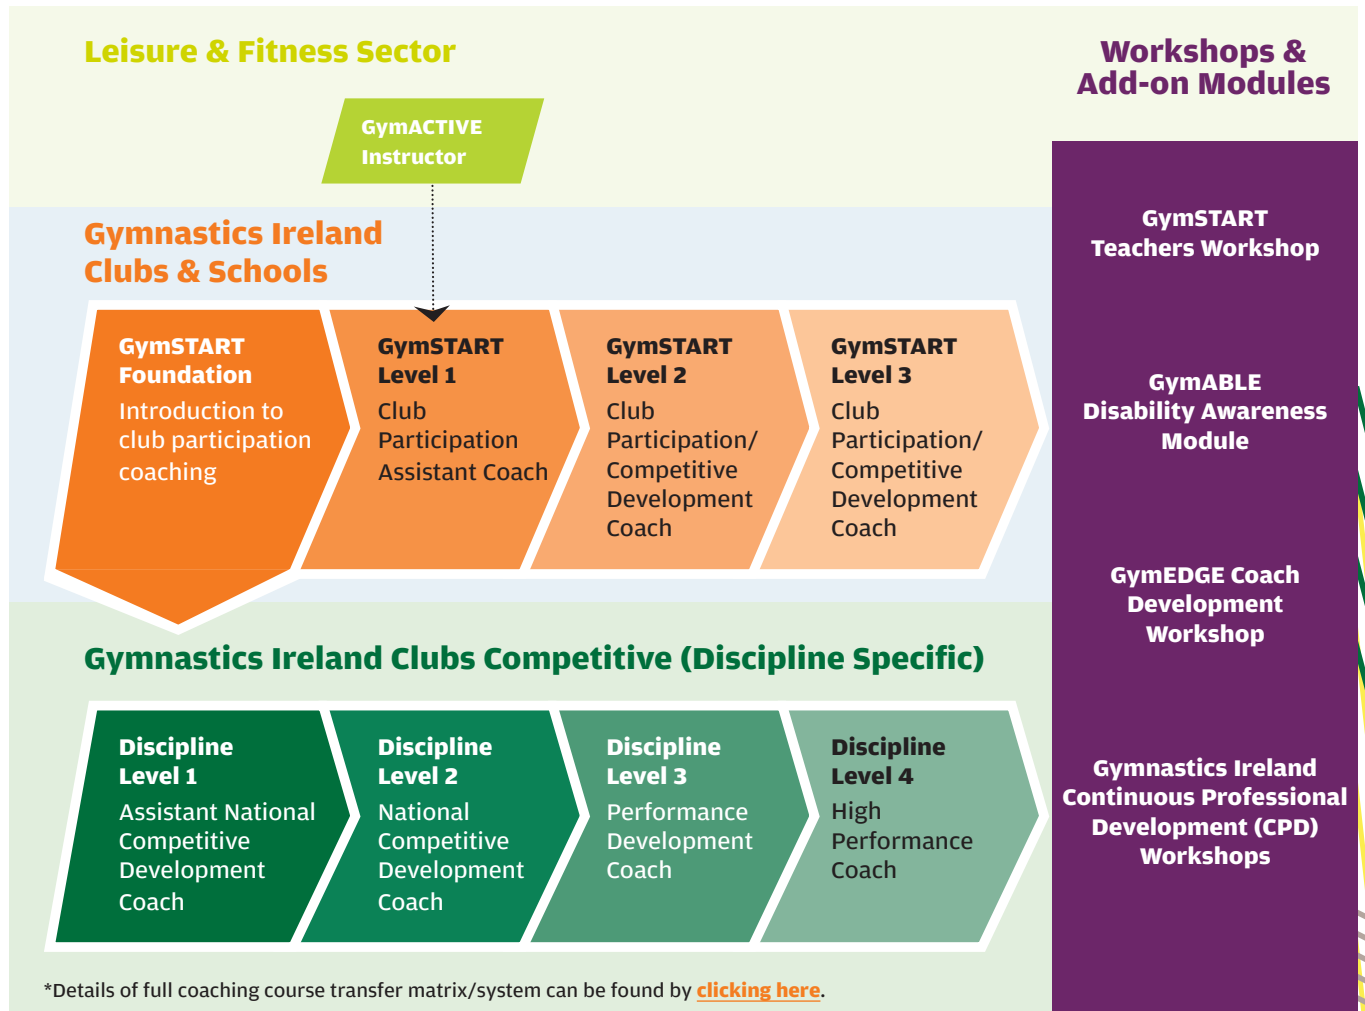 Leisure & Fitness Sector
GymACTIVE
Instructor
Gymnastics Ireland
Clubs & Schools
GymSTART
Foundation
Introduction to
club participation
coaching
GymSTART
Level 1
Club
Participation
Assistant Coach
GymSTART
Level 2
Club
Participation/
Competitive
Development
Coach
GymSTART
Level 3
Club
Participation/
Competitive
Development
Coach
Gymnastics Ireland Clubs Competitive (Discipline Specific)
Discipline
Level 1
Assistant National
Competitive
Development
Coach
Discipline
Level 2
National
Competitive
Development
Coach
Discipline
Level 3
Performance
Development
Coach
Discipline
Level 4
High
Performance
Coach
*Details of full coaching course transfer matrix/system can be found by clicking here.
Workshops &
Add-on Modules
GymSTART
Teachers Workshop
GymABLE
Disability Awareness
Module
GymEDGE Coach
Development
Workshop
Gymnastics Ireland
Continuous Professional
Development (CPD)
Workshops